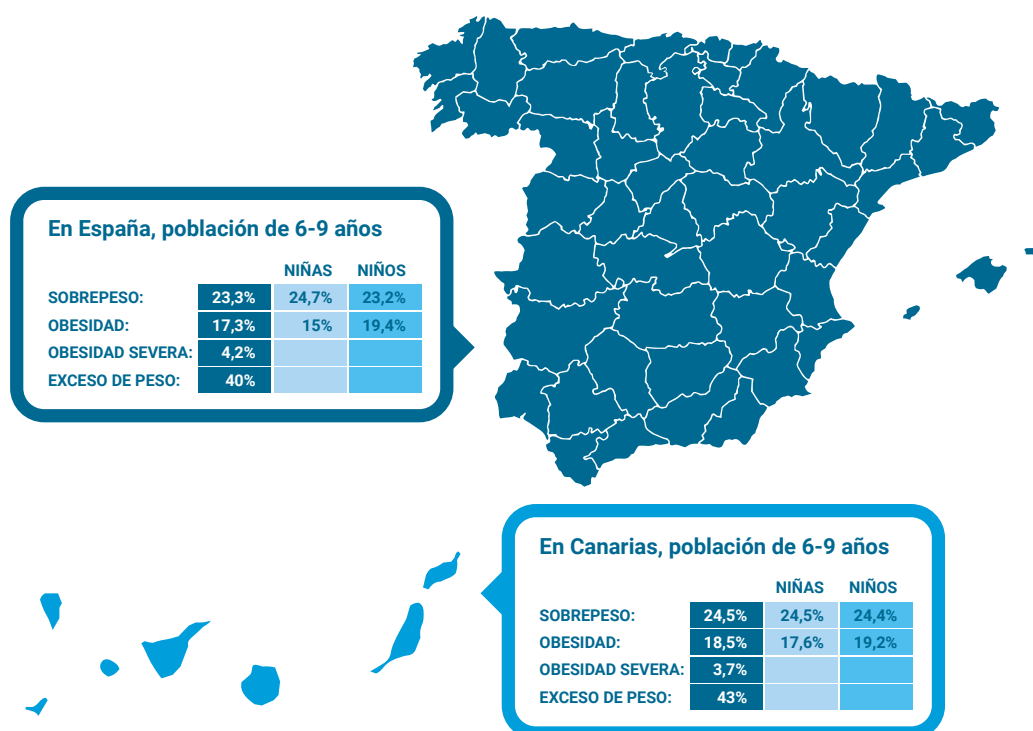 En España, población de 6-9 años
NIÑAS NIÑOS
SOBREPESO: 23,3% 24,7% 23,2%
OBESIDAD: 17,3% 15% 19,4%
OBESIDAD SEVERA: 4,2%
EXCESO DE PESO: 40%
En Canarias, población de 6-9 años
NIÑAS NIÑOS
SOBREPESO: 24,5% 24,5% 24,4%
OBESIDAD: 18,5% 17,6% 19,2%
OBESIDAD SEVERA: 3,7%
EXCESO DE PESO: 43%